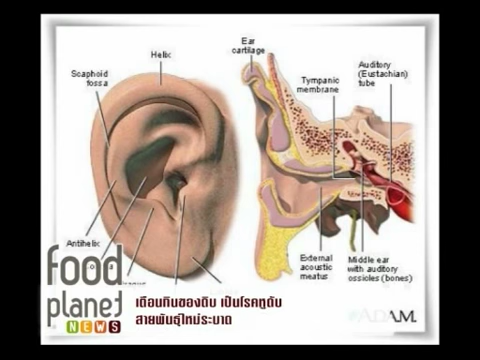 Helix
Ear
cartilage
Scaphoid
fossa
Tympanic
membrane
Auditory
(Eustachian)
tube
Antihelix
External
acoustic
meatus
Middle ear
with auditory
ossicles (bones)
food
planet
NEWS
เตือนกินของดิบ เป็นโรคหูดับ
สายพันธุ์ใหม่ระบาด
ADAM.